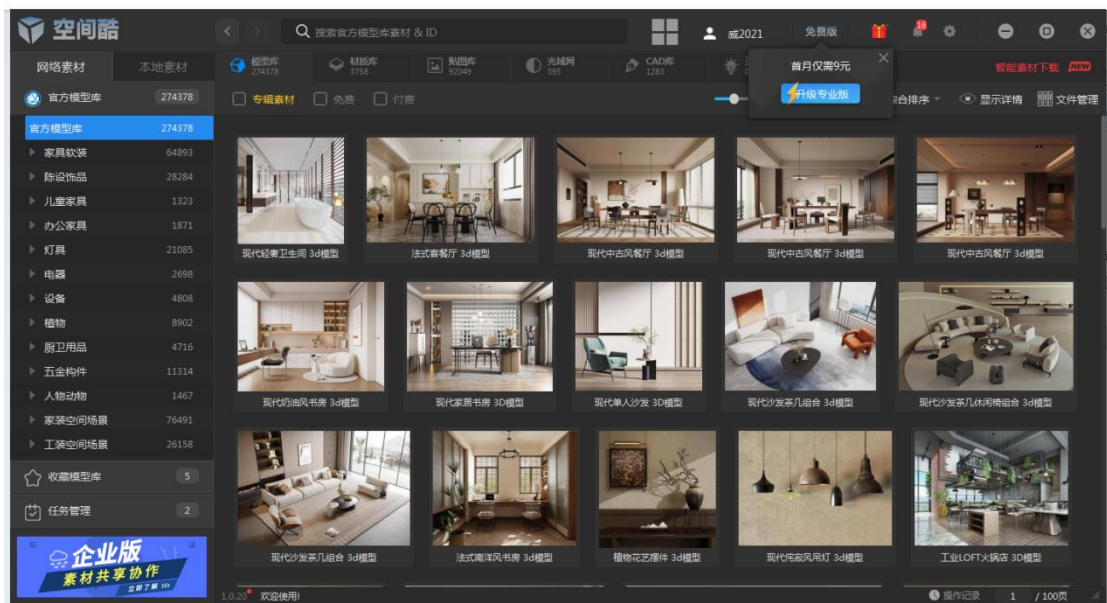 空间酷
搜索官方模型库素材 & ID
威2021
免费版
16
网络素材
本地素材
模型库
274378
材质库
3758
贴图库
92049
光域网
395
CAD库
1283
首月仅需9元
升级专业版
智能素材下载 NEW
官方模型库 274378
专辑素材
免费
付费
合排序
显示详情
文件管理
官方模型库 274378
家具软装 64893
陈设饰品 28284
儿童家具 1323
办公家具 1871
灯具 21085
电器 2698
设备 4808
植物 8902
厨卫用品 4716
五金构件 11314
人物动物 1467
家装空间场景 76491
工装空间场景 26158
收藏模型库 5
任务管理 2
企业版
素材共享协作
立即了解 >>>
现代轻奢卫生间 3d模型
法式客餐厅 3d模型
现代中古风餐厅 3d模型
现代中古风餐厅 3d模型
现代中古风餐厅 3d模型
现代奶油风书房 3d模型
现代家居书房 3D模型
现代单人沙发 3D模型
现代沙发茶几组合 3d模型
现代沙发茶几休闲椅组合 3d模型
现代沙发茶几组合 3d模型
法式南洋风书房 3d模型
植物花艺摆件 3d模型
现代侘寂风吊灯 3d模型
工业LOFT火锅店 3D模型
1.0.20
欢迎使用!
操作记录
1 / 100页